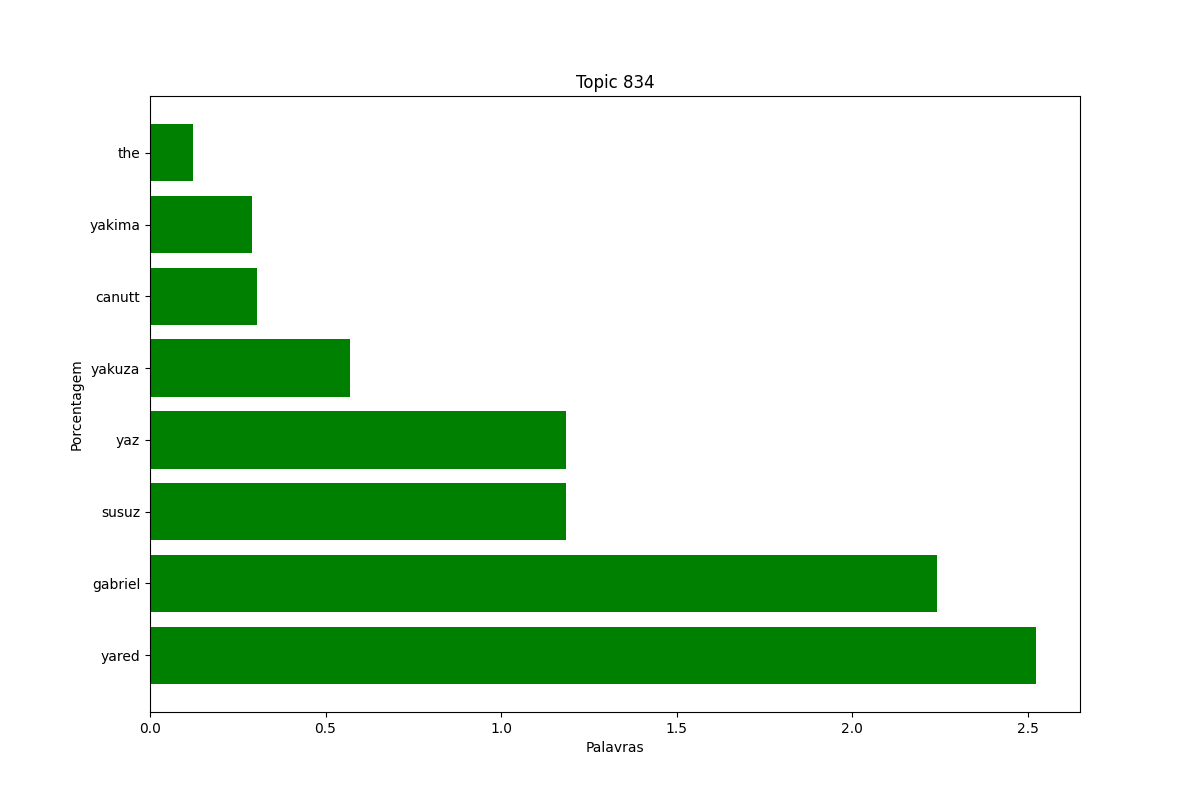 Topic 834
the
yakima
canutt
yakuza
yaz
susuz
gabriel
yared
Porcentagem
0.0 0.5 1.0 1.5 2.0 2.5
Palavras